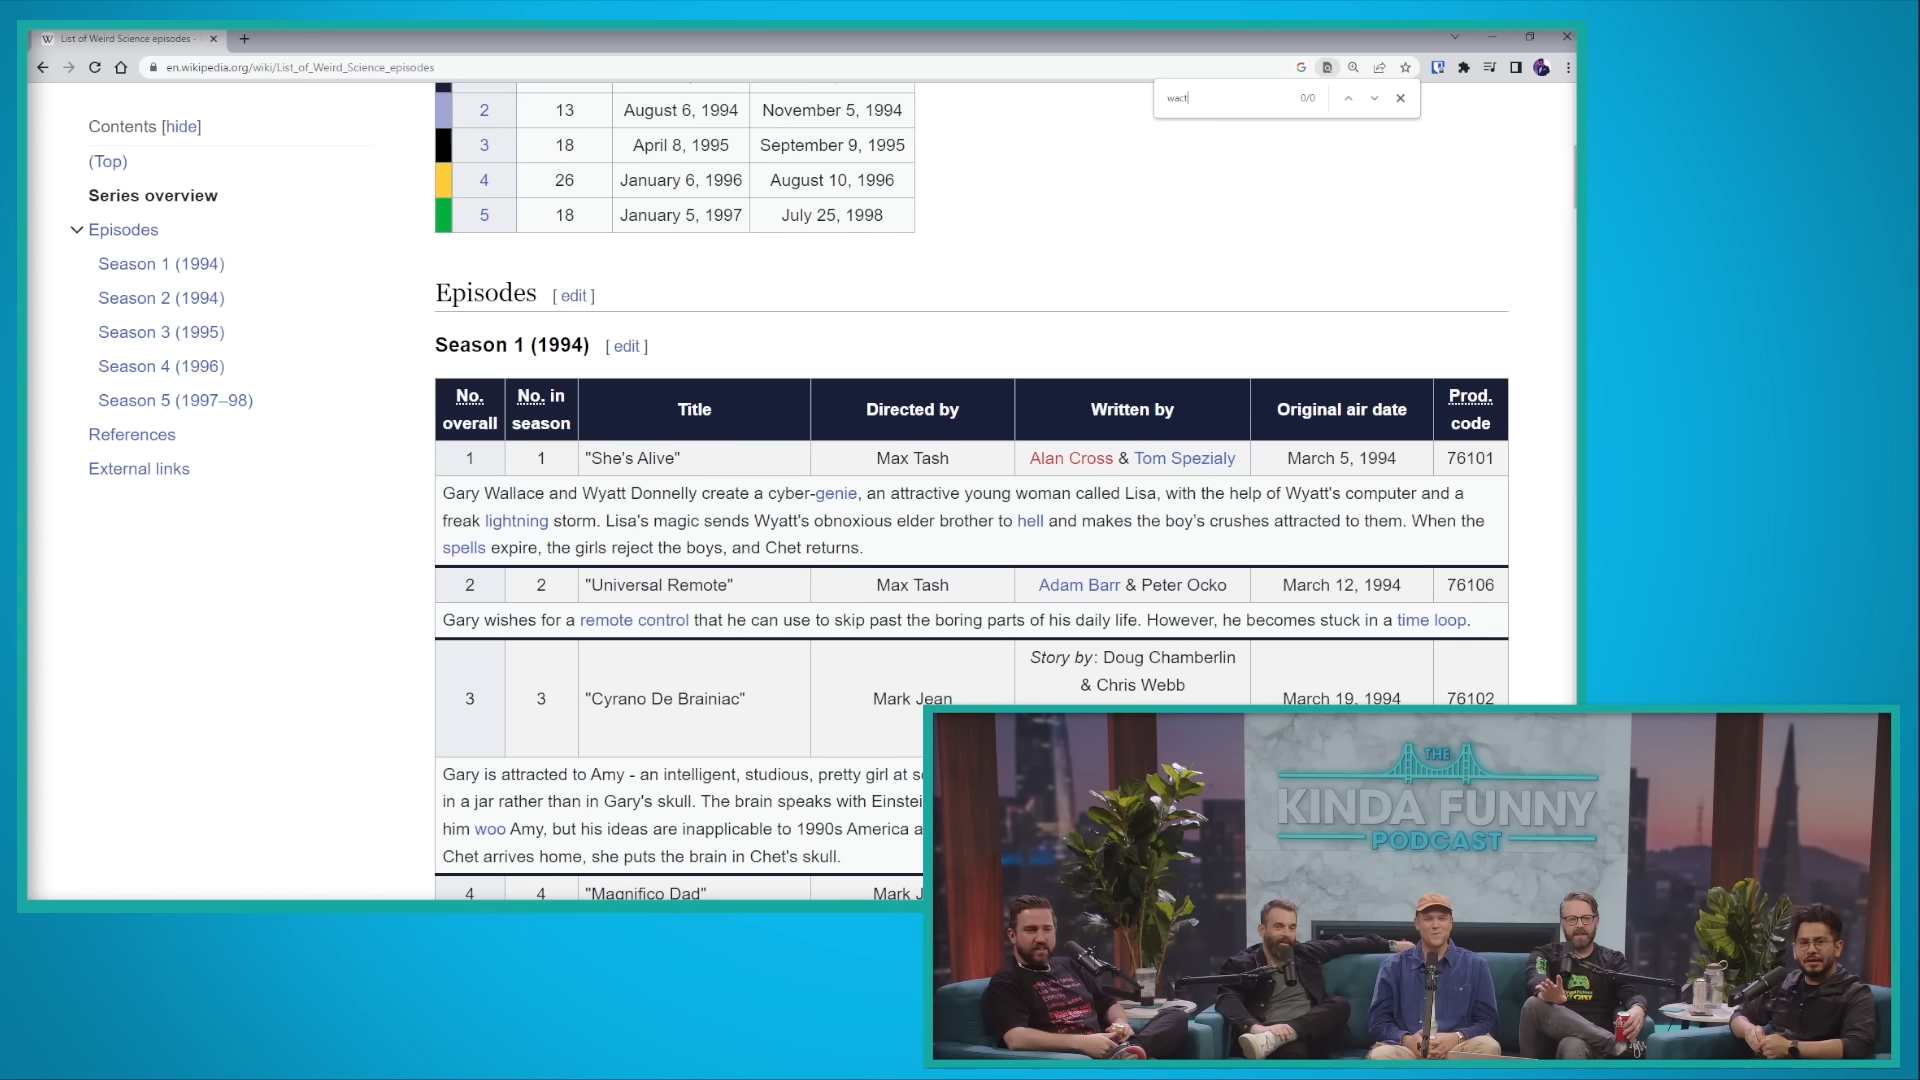 List of Weird Science episodes -
en.wikipedia.org/wiki/List_of_Weird_Science_episodes
wact
0/0
Contents [hide]
(Top)
Series overview
Episodes
Season 1 (1994)
Season 2 (1994)
Season 3 (1995)
Season 4 (1996)
Season 5 (1997–98)
References
External links
2 13 August 6, 1994 November 5, 1994
3 18 April 8, 1995 September 9, 1995
4 26 January 6, 1996 August 10, 1996
5 18 January 5, 1997 July 25, 1998
Episodes [ edit ]
Season 1 (1994) [ edit ]
No. overall No. in season Title Directed by Written by Original air date Prod. code
1 1 "She's Alive" Max Tash Alan Cross & Tom Spezialy March 5, 1994 76101
Gary Wallace and Wyatt Donnelly create a cyber-genie, an attractive young woman called Lisa, with the help of Wyatt's computer and a
freak lightning storm. Lisa's magic sends Wyatt's obnoxious elder brother to hell and makes the boy's crushes attracted to them. When the
spells expire, the girls reject the boys, and Chet returns.
2 2 "Universal Remote" Max Tash Adam Barr & Peter Ocko March 12, 1994 76106
Gary wishes for a remote control that he can use to skip past the boring parts of his daily life. However, he becomes stuck in a time loop.
Story by: Doug Chamberlin
& Chris Webb
3 3 "Cyrano De Brainiac" Mark Jean March 19, 1994 76102
Gary is attracted to Amy - an intelligent, studious, pretty girl at
in a jar rather than in Gary's skull. The brain speaks with
him woo Amy, but his ideas are inapplicable to 1990s America
Chet arrives home, she puts the brain in Chet's skull.
4 4 "Magnifico Dad" Mark J
THE
KINDA FUNNY
PODCAST